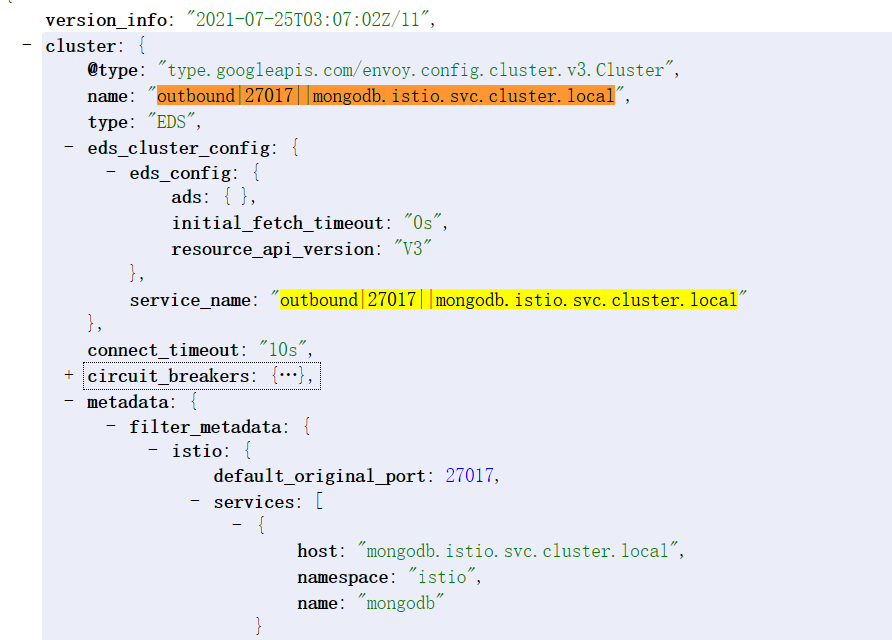 version_info: "2021-07-25T03:07:02Z/11",
- cluster: {
@type: "type.googleapis.com/envoy.config.cluster.v3.Cluster",
name: "outbound|27017||mongodb.istio.svc.cluster.local",
type: "EDS",
- eds_cluster_config: {
- eds_config: {
ads: { },
initial_fetch_timeout: "0s",
resource_api_version: "V3"
},
service_name: "outbound|27017||mongodb.istio.svc.cluster.local"
},
connect_timeout: "10s",
+ circuit_breakers: {…},
- metadata: {
- filter_metadata: {
- istio: {
default_original_port: 27017,
- services: [
- {
host: "mongodb.istio.svc.cluster.local",
namespace: "istio",
name: "mongodb"
}